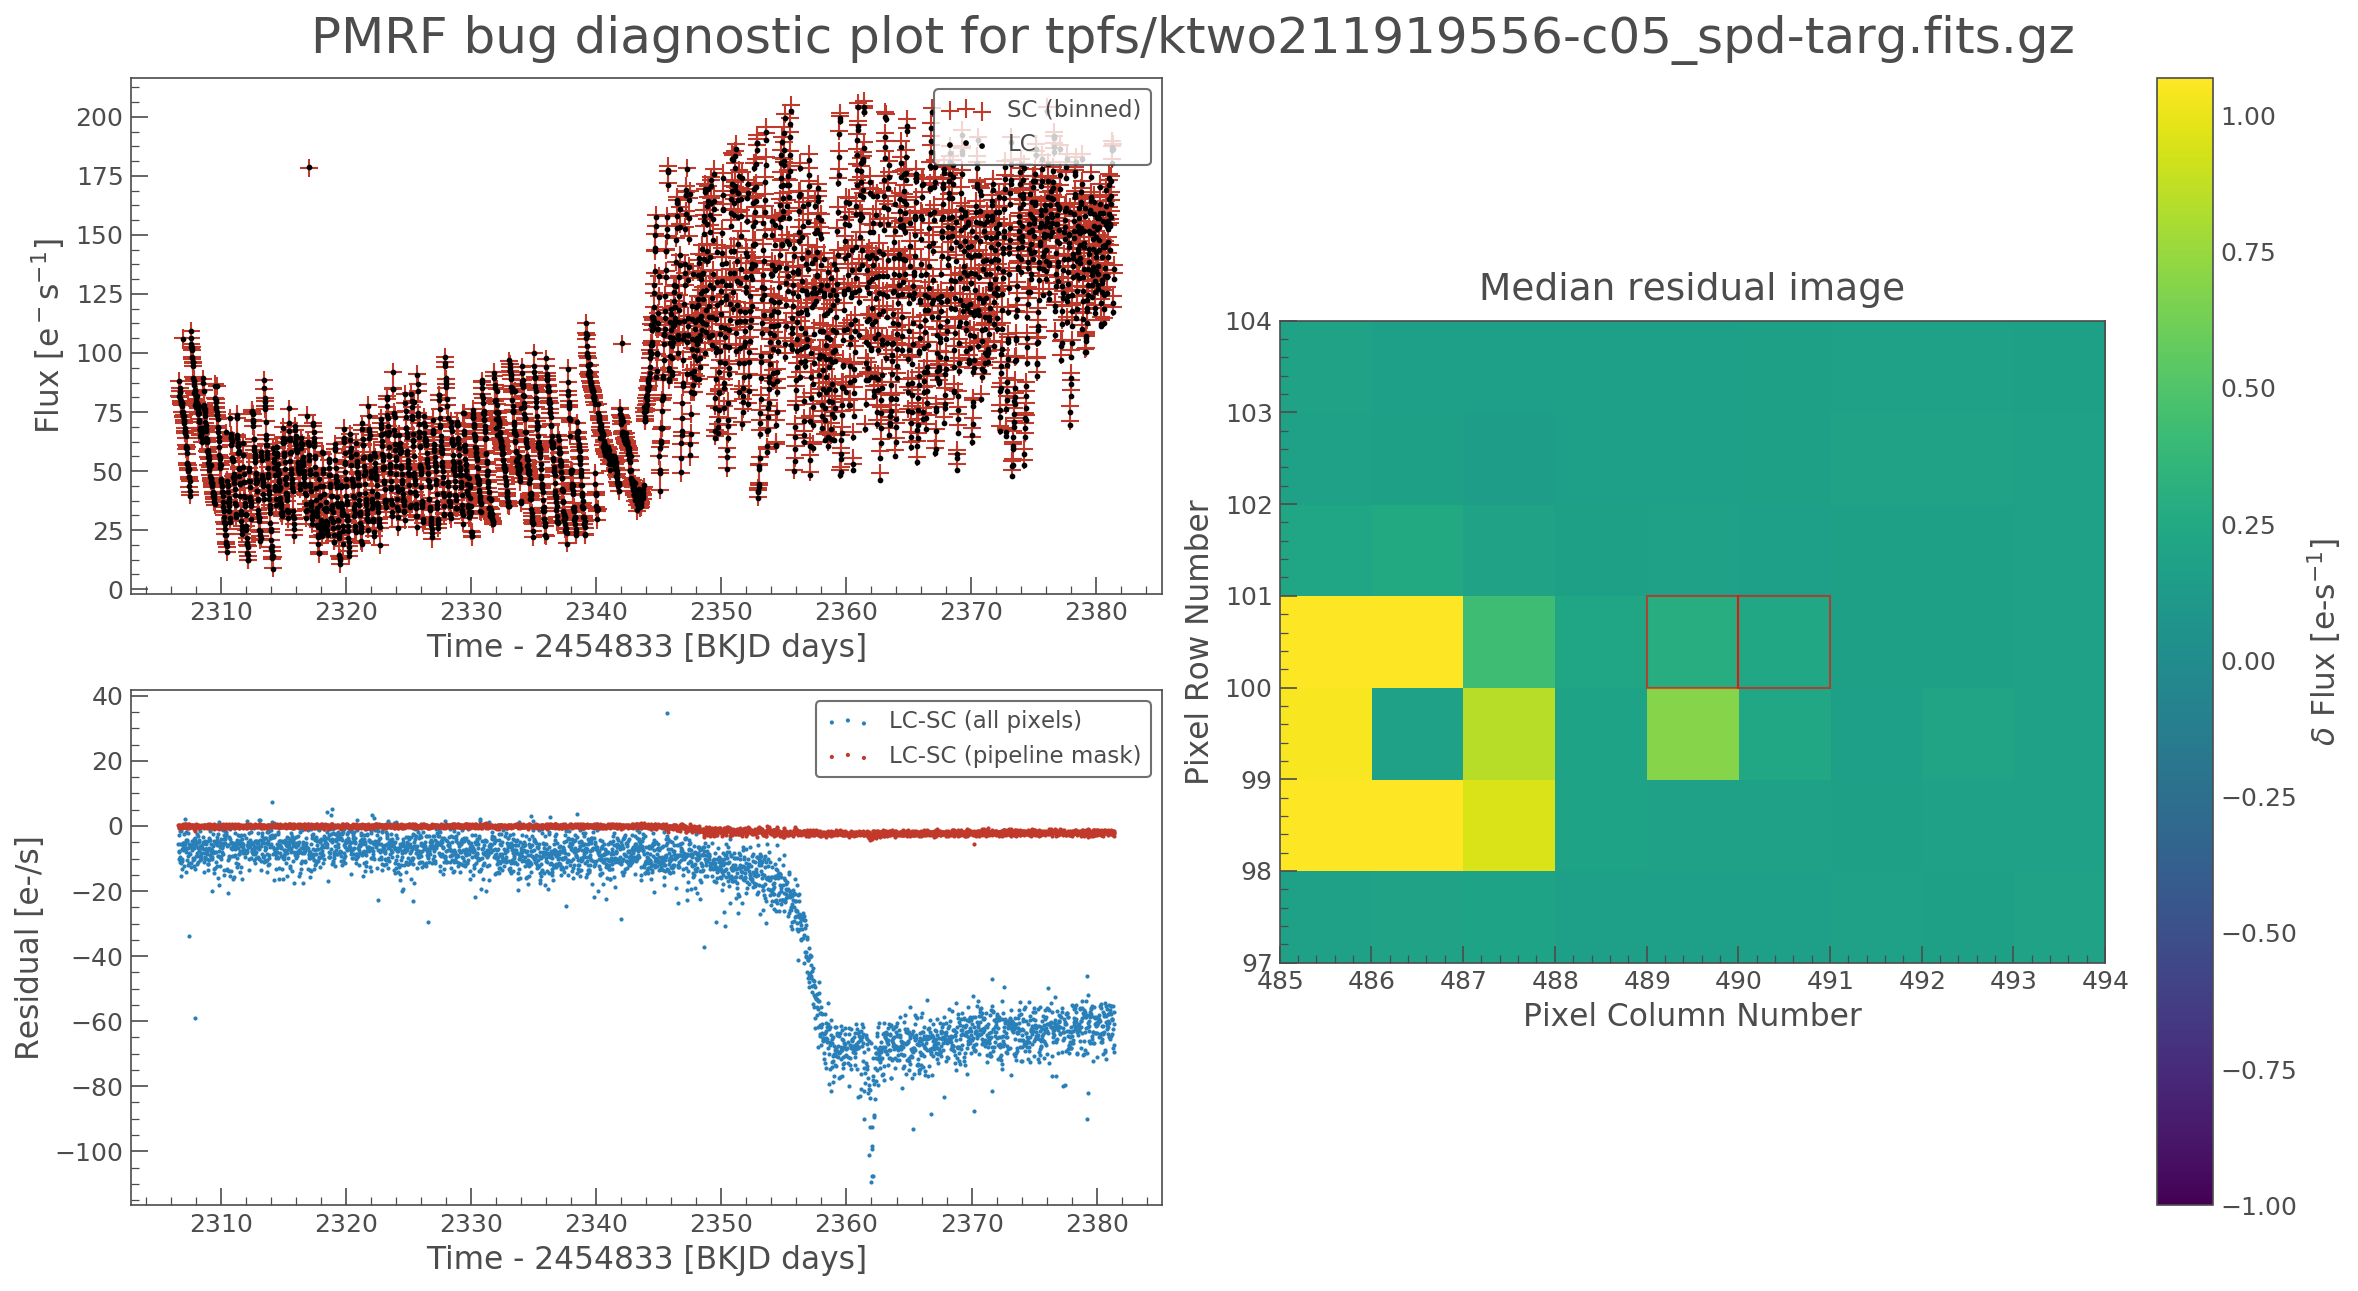 PMRF bug diagnostic plot for tpfs/ktwo211919556-c05_spd-targ.fits.gz
200
175
150
125
100
75
50
25
0
Flux [e⁻ s⁻¹]
SC (binned)
LC
2310 2320 2330 2340 2350 2360 2370 2380
Time - 2454833 [BKJD days]
40
20
0
−20
−40
−60
−80
−100
Residual [e-/s]
LC-SC (all pixels)
LC-SC (pipeline mask)
2310 2320 2330 2340 2350 2360 2370 2380
Time - 2454833 [BKJD days]
Median residual image
104
103
102
101
100
99
98
97
Pixel Row Number
485 486 487 488 489 490 491 492 493 494
Pixel Column Number
1.00
0.75
0.50
0.25
0.00
−0.25
−0.50
−0.75
−1.00
δ Flux [e-s⁻¹]